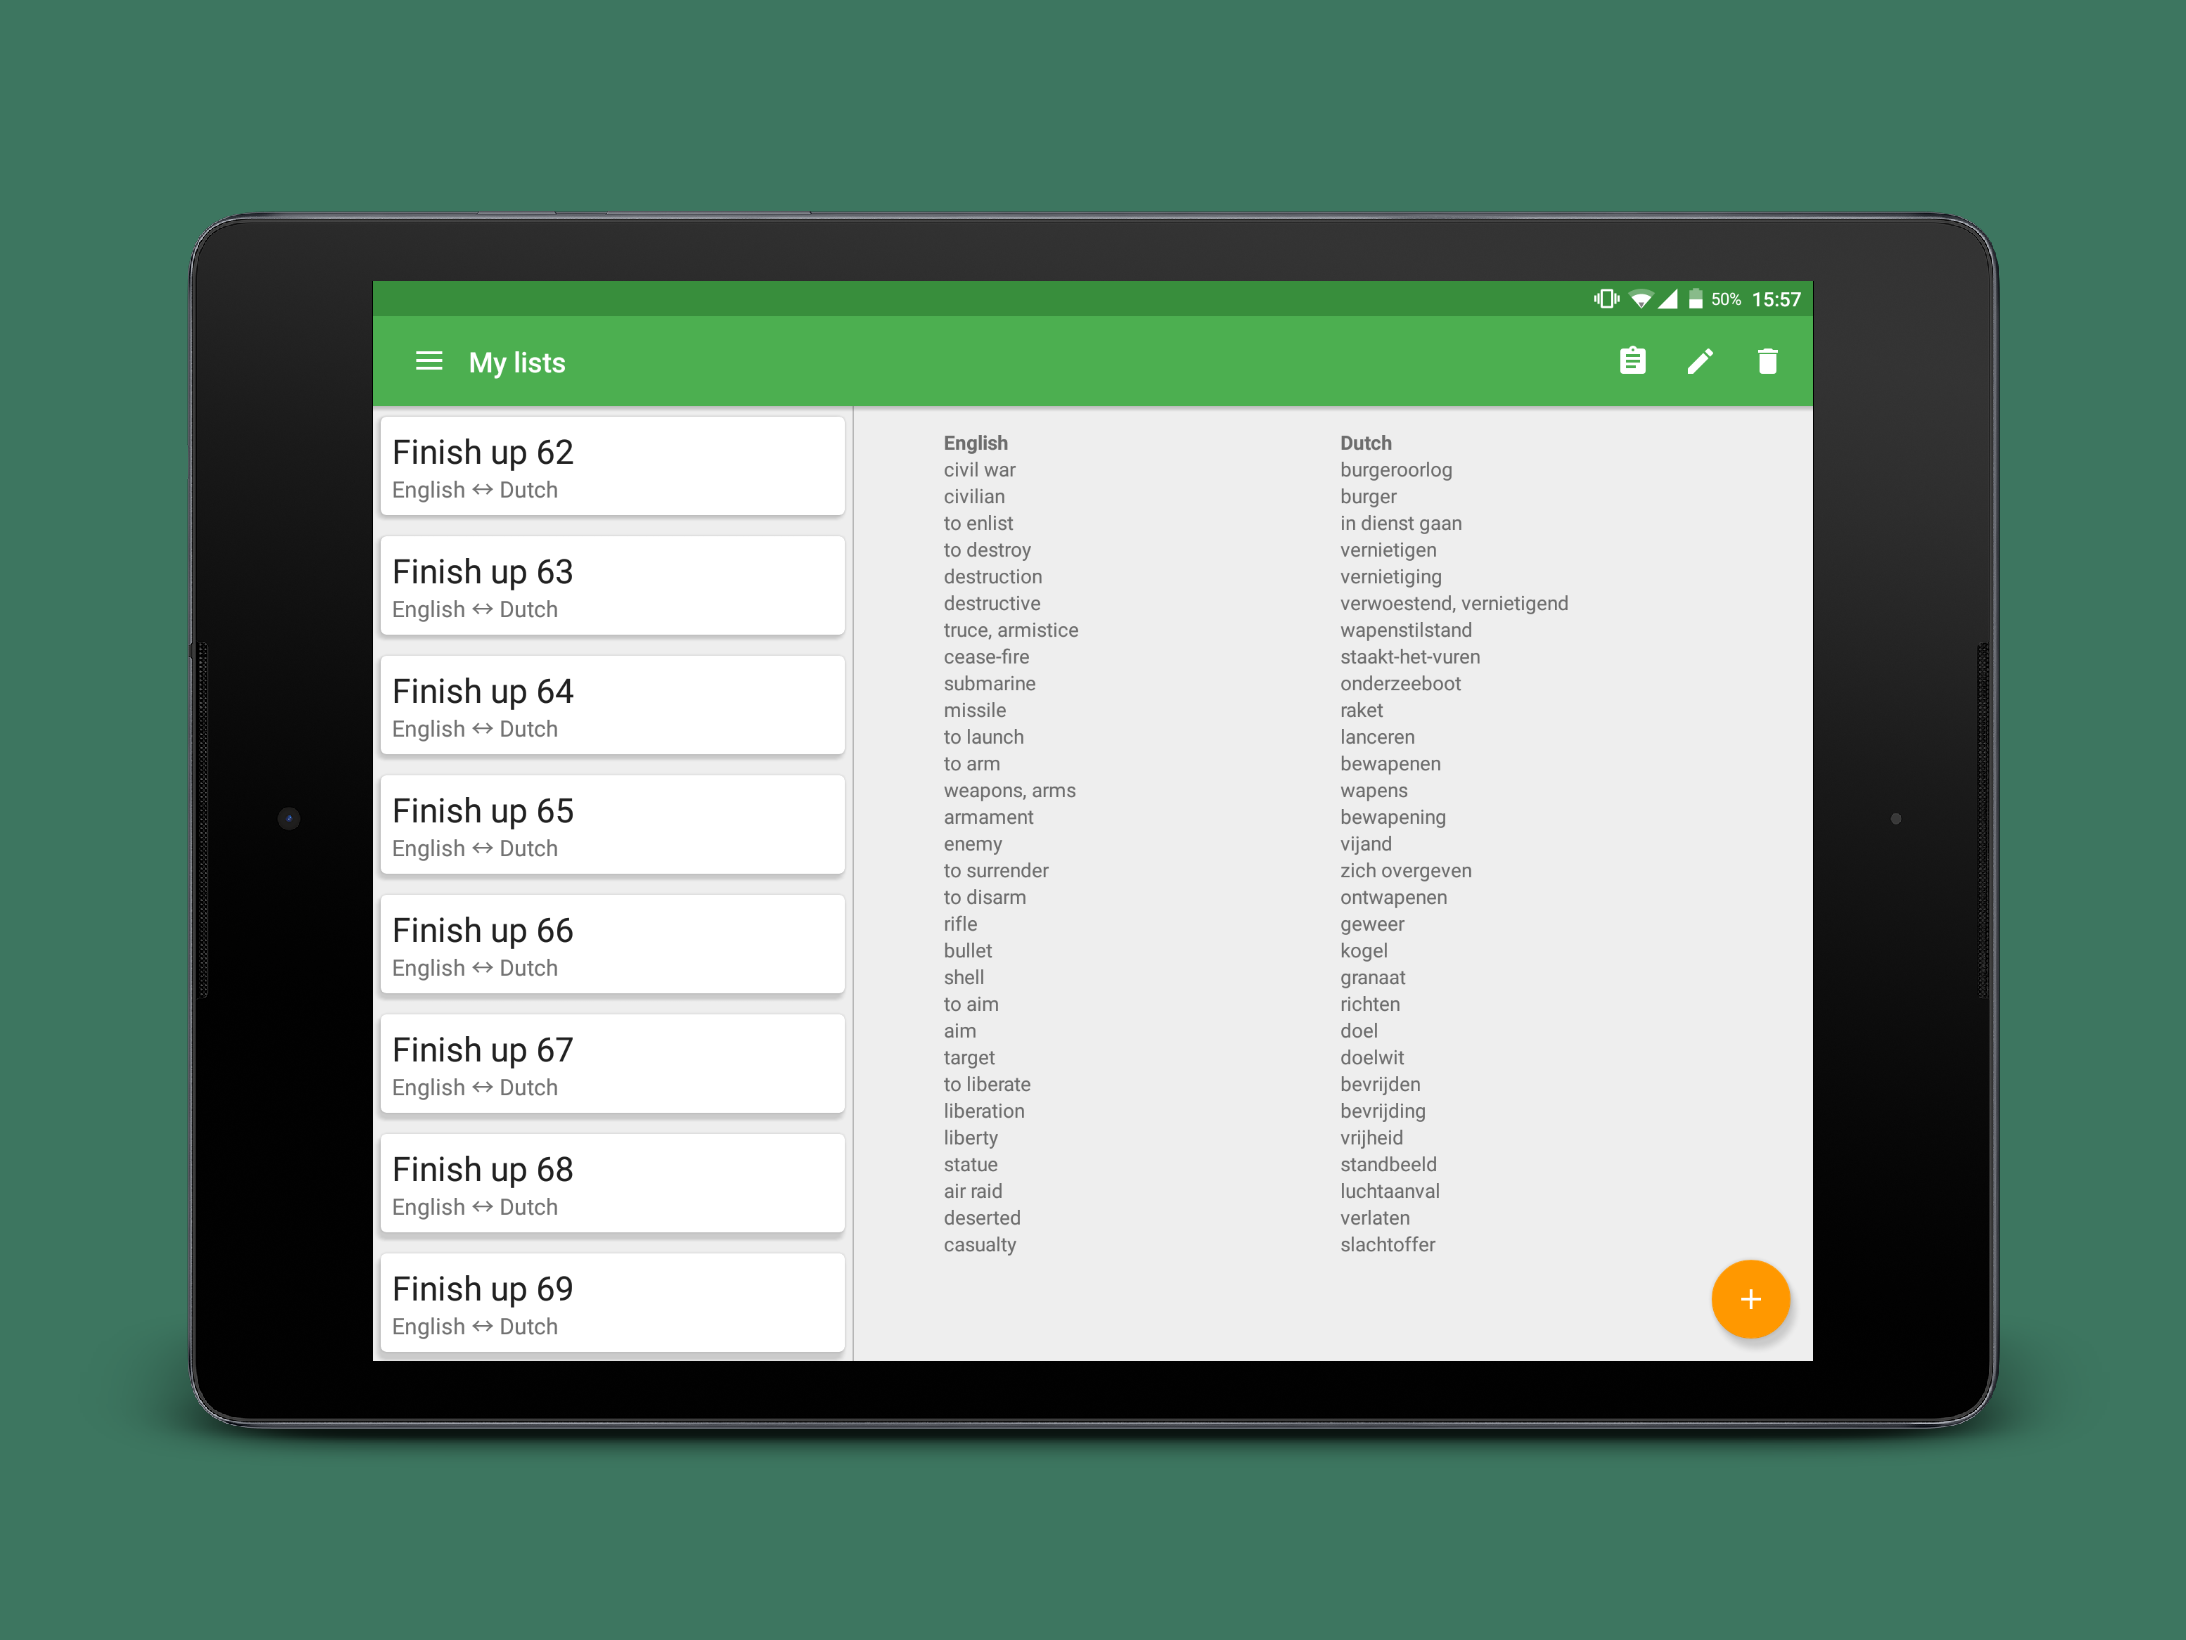 50% 15:57
My lists
Finish up 62
English ↔ Dutch
Finish up 63
English ↔ Dutch
Finish up 64
English ↔ Dutch
Finish up 65
English ↔ Dutch
Finish up 66
English ↔ Dutch
Finish up 67
English ↔ Dutch
Finish up 68
English ↔ Dutch
Finish up 69
English ↔ Dutch
English Dutch
civil war burgeroorlog
civilian burger
to enlist in dienst gaan
to destroy vernietigen
destruction vernietiging
destructive verwoestend, vernietigend
truce, armistice wapenstilstand
cease-fire staakt-het-vuren
submarine onderzeeboot
missile raket
to launch lanceren
to arm bewapenen
weapons, arms wapens
armament bewapening
enemy vijand
to surrender zich overgeven
to disarm ontwapenen
rifle geweer
bullet kogel
shell granaat
to aim richten
aim doel
target doelwit
to liberate bevrijden
liberation bevrijding
liberty vrijheid
statue standbeeld
air raid luchtaanval
deserted verlaten
casualty slachtoffer
+